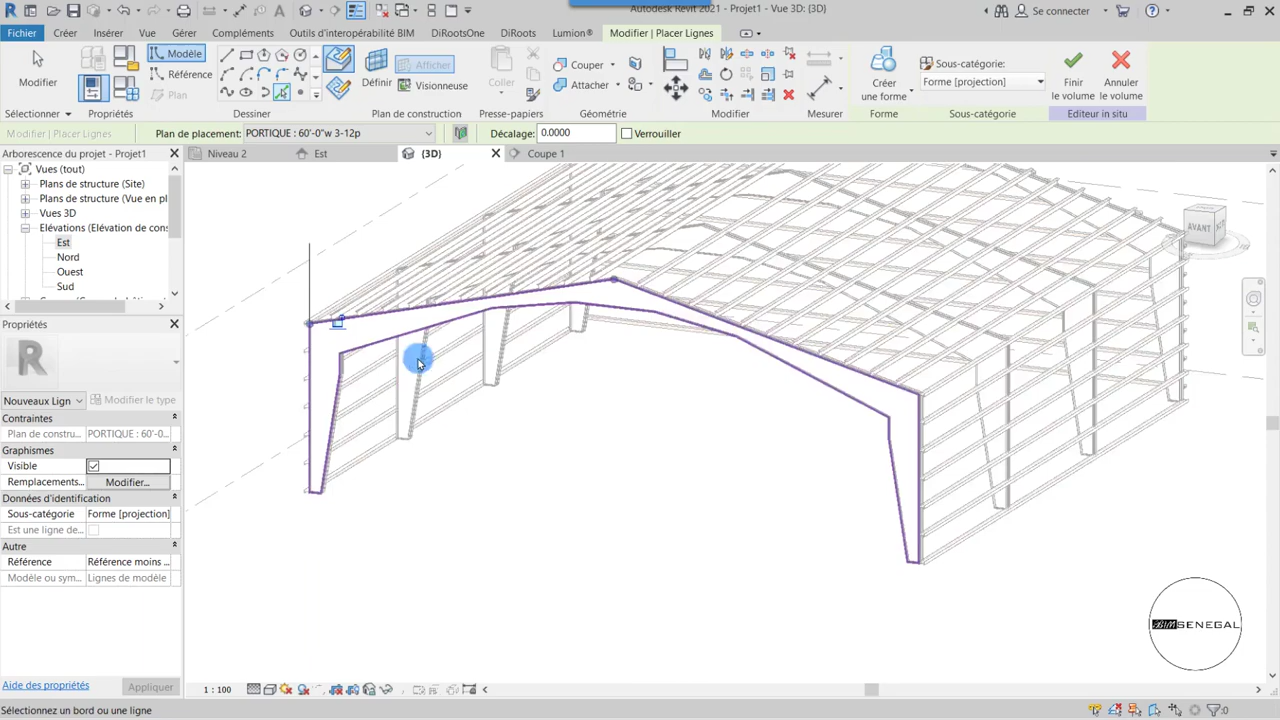 Autodesk Revit 2021 - Projet1 - Vue 3D: {3D}
Se connecter
Fichier Créer Insérer Vue Gérer Compléments Outils d'interopérabilité BIM DiRootsOne DiRoots Lumion® Modifier | Placer Lignes
Modifier
Modèle
Référence
Plan
Définir
Afficher
Visionneuse
Coller
Couper
Attacher
Créer
une forme
Sous-catégorie:
Forme [projection]
Finir
le volume
Annuler
le volume
Sélectionner Propriétés Dessiner Plan de construction Presse-papiers Géométrie Modifier Mesurer Forme Sous-catégorie Editeur in situ
Modifier | Placer Lignes Plan de placement: PORTIQUE : 60'-0"w 3-12p Décalage: 0.0000 Verrouiller
Arborescence du projet - Projet1
Niveau 2 Est {3D} Coupe 1
Vues (tout)
Plans de structure (Site)
Plans de structure (Vue en pl
Vues 3D
Elévations (Elévation de cons
Est
Nord
Ouest
Sud
AVANT
Propriétés
R
Nouveaux Lign Modifier le type
Contraintes
Plan de constru... PORTIQUE : 60'-0...
Graphismes
Visible
Remplacements... Modifier...
Données d'identification
Sous-catégorie Forme [projection]
Est une ligne de...
Autre
Référence Référence moins ...
Modèle ou sym... Lignes de modèle
BIM SENEGAL
Aide des propriétés Appliquer
1 : 100
Sélectionnez un bord ou une ligne
:0